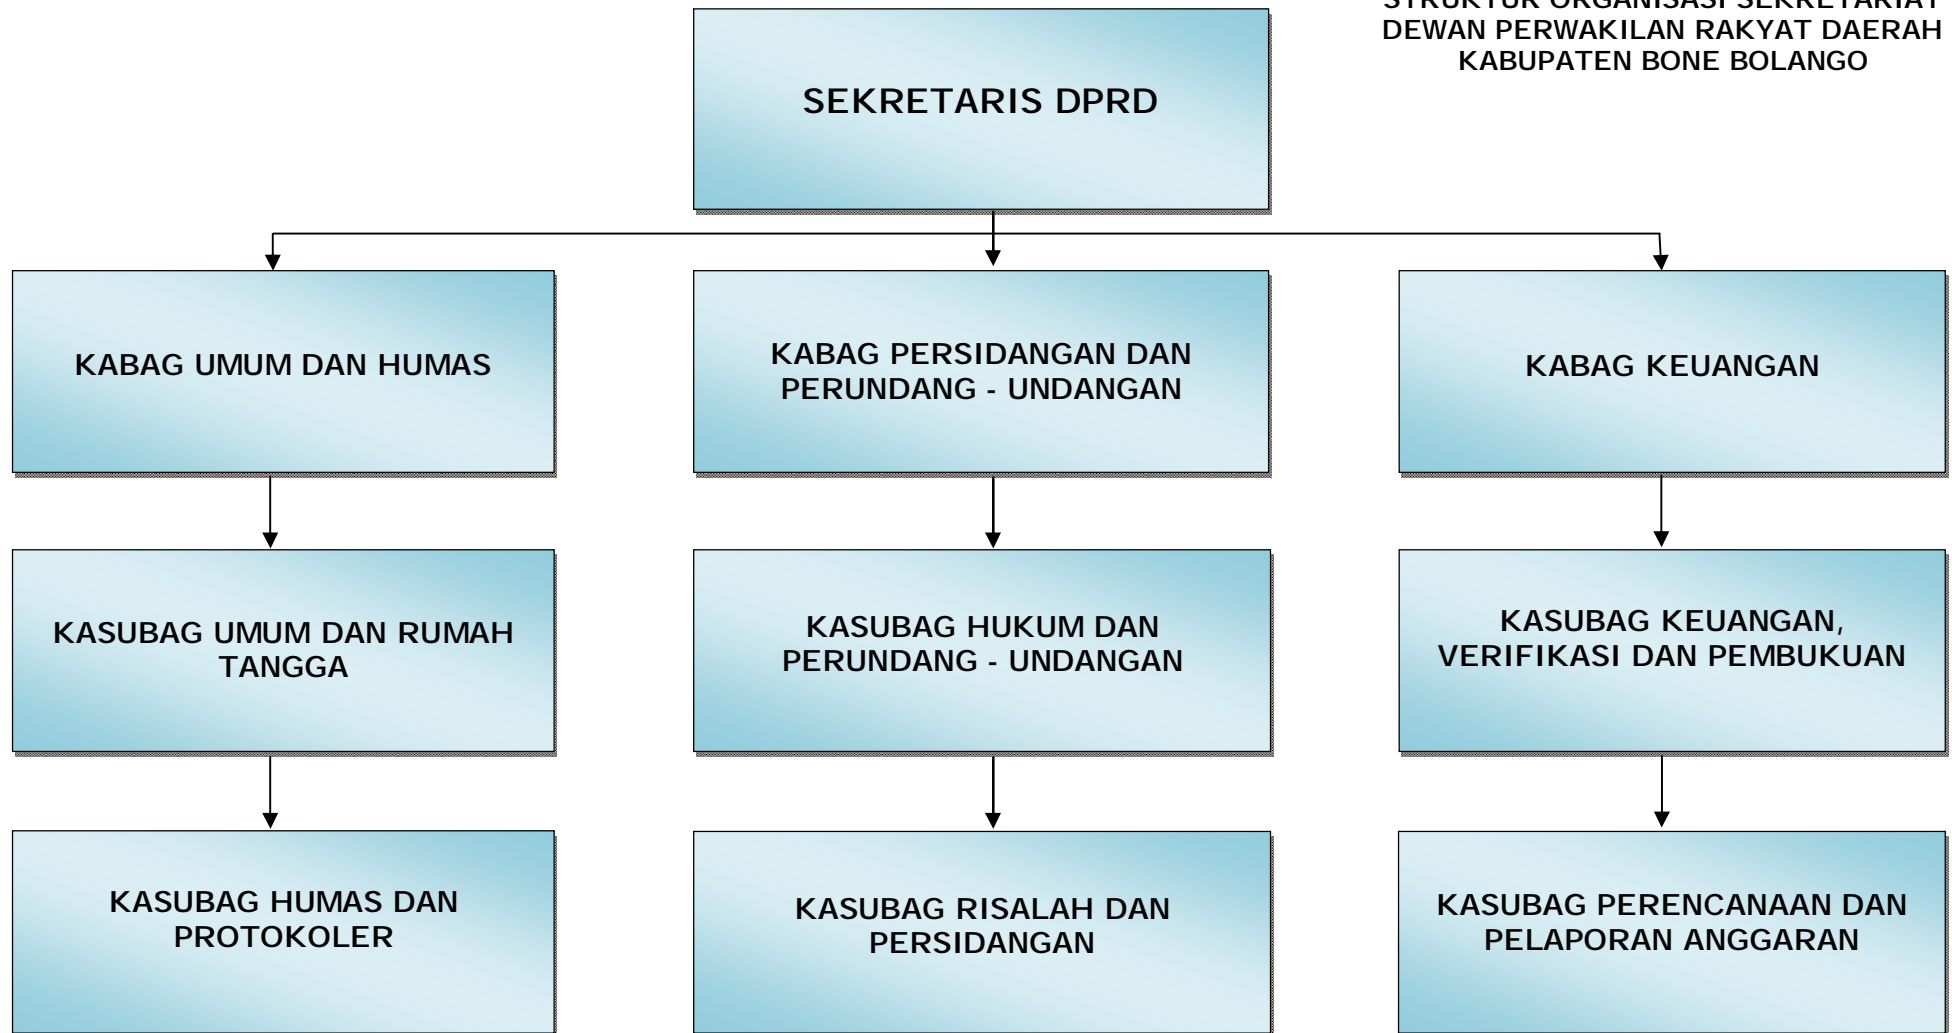 STRUKTUR ORGANISASI SEKRETARIAT
DEWAN PERWAKILAN RAKYAT DAERAH
KABUPATEN BONE BOLANGO
SEKRETARIS DPRD
KABAG UMUM DAN HUMAS
KABAG PERSIDANGAN DAN
PERUNDANG - UNDANGAN
KABAG KEUANGAN
KASUBAG UMUM DAN RUMAH
TANGGA
KASUBAG HUKUM DAN
PERUNDANG - UNDANGAN
KASUBAG KEUANGAN,
VERIFIKASI DAN PEMBUKUAN
KASUBAG HUMAS DAN
PROTOKOLER
KASUBAG RISALAH DAN
PERSIDANGAN
KASUBAG PERENCANAAN DAN
PELAPORAN ANGGARAN